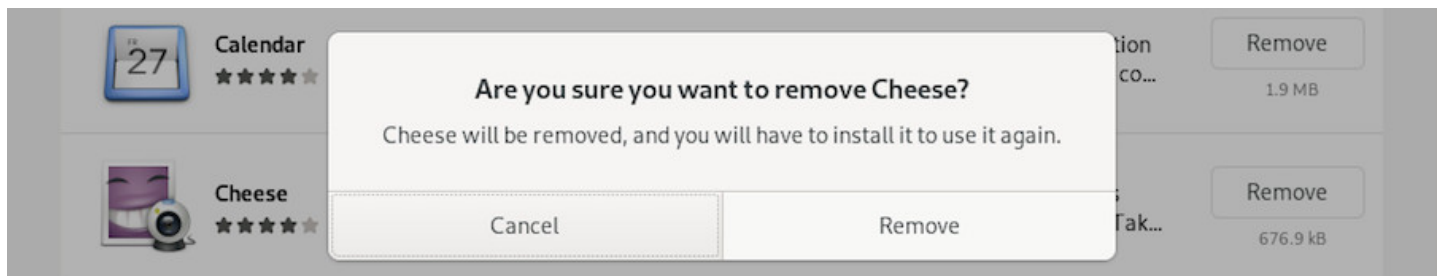 FR
27
Calendar
tion
co...
Remove
1.9 MB
Are you sure you want to remove Cheese?
Cheese will be removed, and you will have to install it to use it again.
Cancel
Remove
Cheese
Tak...
Remove
676.9 kB